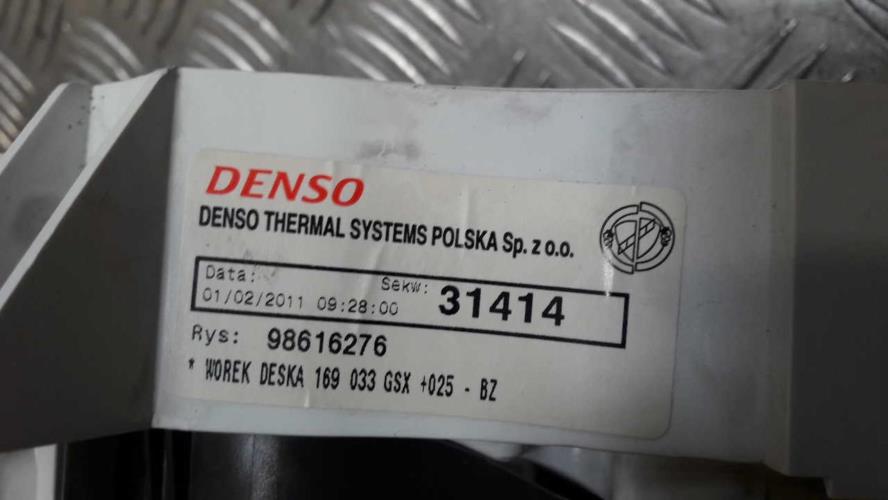 DENSO
DENSO THERMAL SYSTEMS POLSKA Sp. z o.o.
Data: Sekw: 31414
01/02/2011 09:28:00
Rys: 98616276
* WOREK DESKA 169 033 GSX +025 - BZ